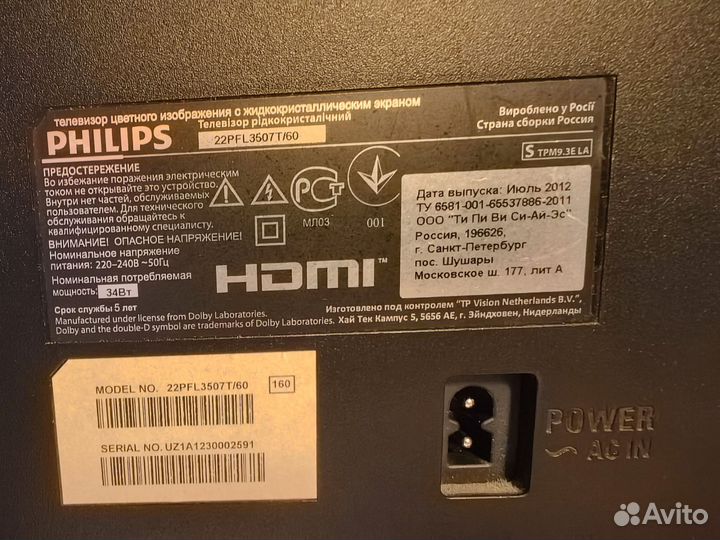 телевизор цветного изображения с жидкокристаллическим экраном
Телевізор рідкокристалічний
PHILIPS
22PFL3507T/60
Вироблено у Росії
Страна сборки Россия
S TPM9.3E LA
ПРЕДОСТЕРЕЖЕНИЕ
Во избежание поражения электрическим
током не открывайте это устройство.
Внутри нет частей, обслуживаемых
пользователем. Для технического
обслуживания обращайтесь к
квалифицированному специалисту.
ВНИМАНИЕ! ОПАСНОЕ НАПРЯЖЕНИЕ!
Номинальное напряжение
питания: 220–240В ~50Гц
Номинальная потребляемая
мощность: 34Вт
Срок службы 5 лет
РСТ
МЛ03
001
HDMI™
Дата выпуска: Июль 2012
ТУ 6581-001-65537886-2011
ООО "Ти Пи Ви Си-Ай-Эс"
Россия, 196626,
г. Санкт-Петербург
пос. Шушары
Московское ш. 177, лит А
Manufactured under license from Dolby Laboratories.
Dolby and the double-D symbol are trademarks of Dolby Laboratories.
Изготовлено под контролем "TP Vision Netherlands B.V.",
Хай Тек Кампус 5, 5656 AE, г. Эйндховен, Нидерланды
MODEL NO. 22PFL3507T/60 160
SERIAL NO. UZ1A1230002591
POWER
~ AC IN
Avito